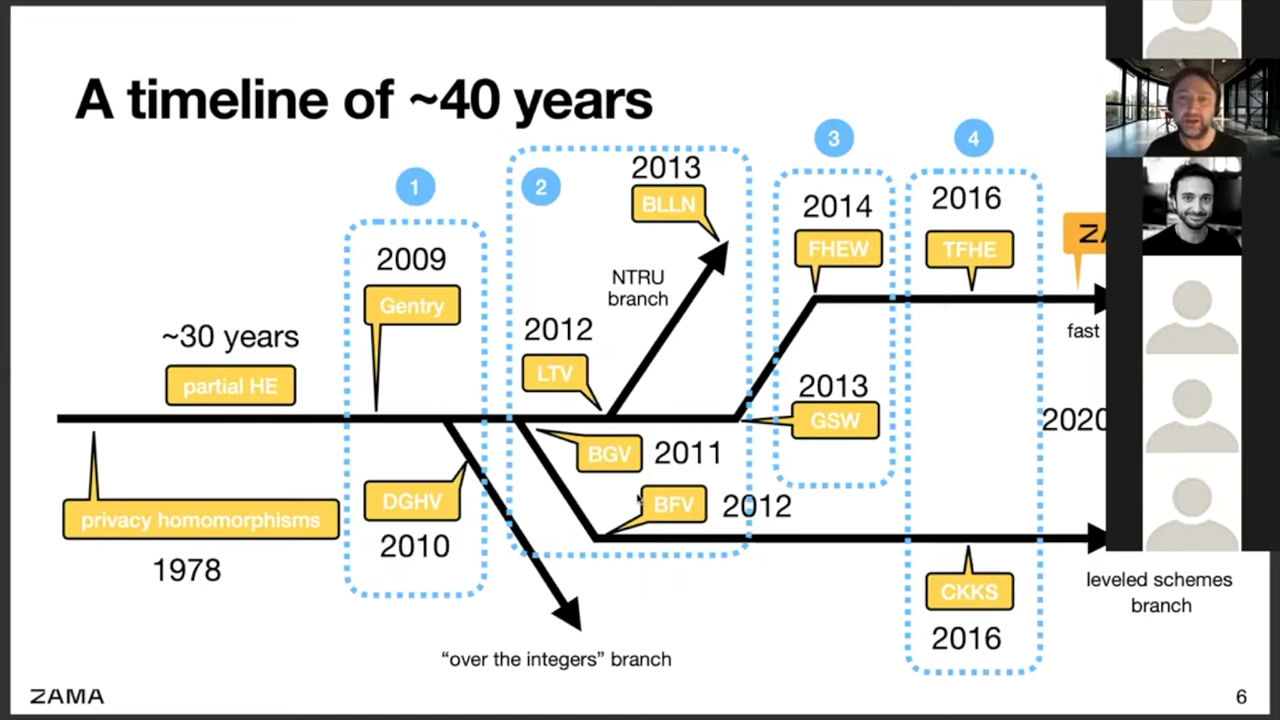 A timeline of ~40 years
1
2
3
4
2009
Gentry
~30 years
partial HE
privacy homomorphisms
1978
DGHV
2010
"over the integers" branch
2013
BLLN
NTRU
branch
2012
LTV
BGV 2011
BFV 2012
2014
FHEW
2013
GSW
2016
TFHE
fast
2020
CKKS
2016
leveled schemes
branch
ZAMA
6